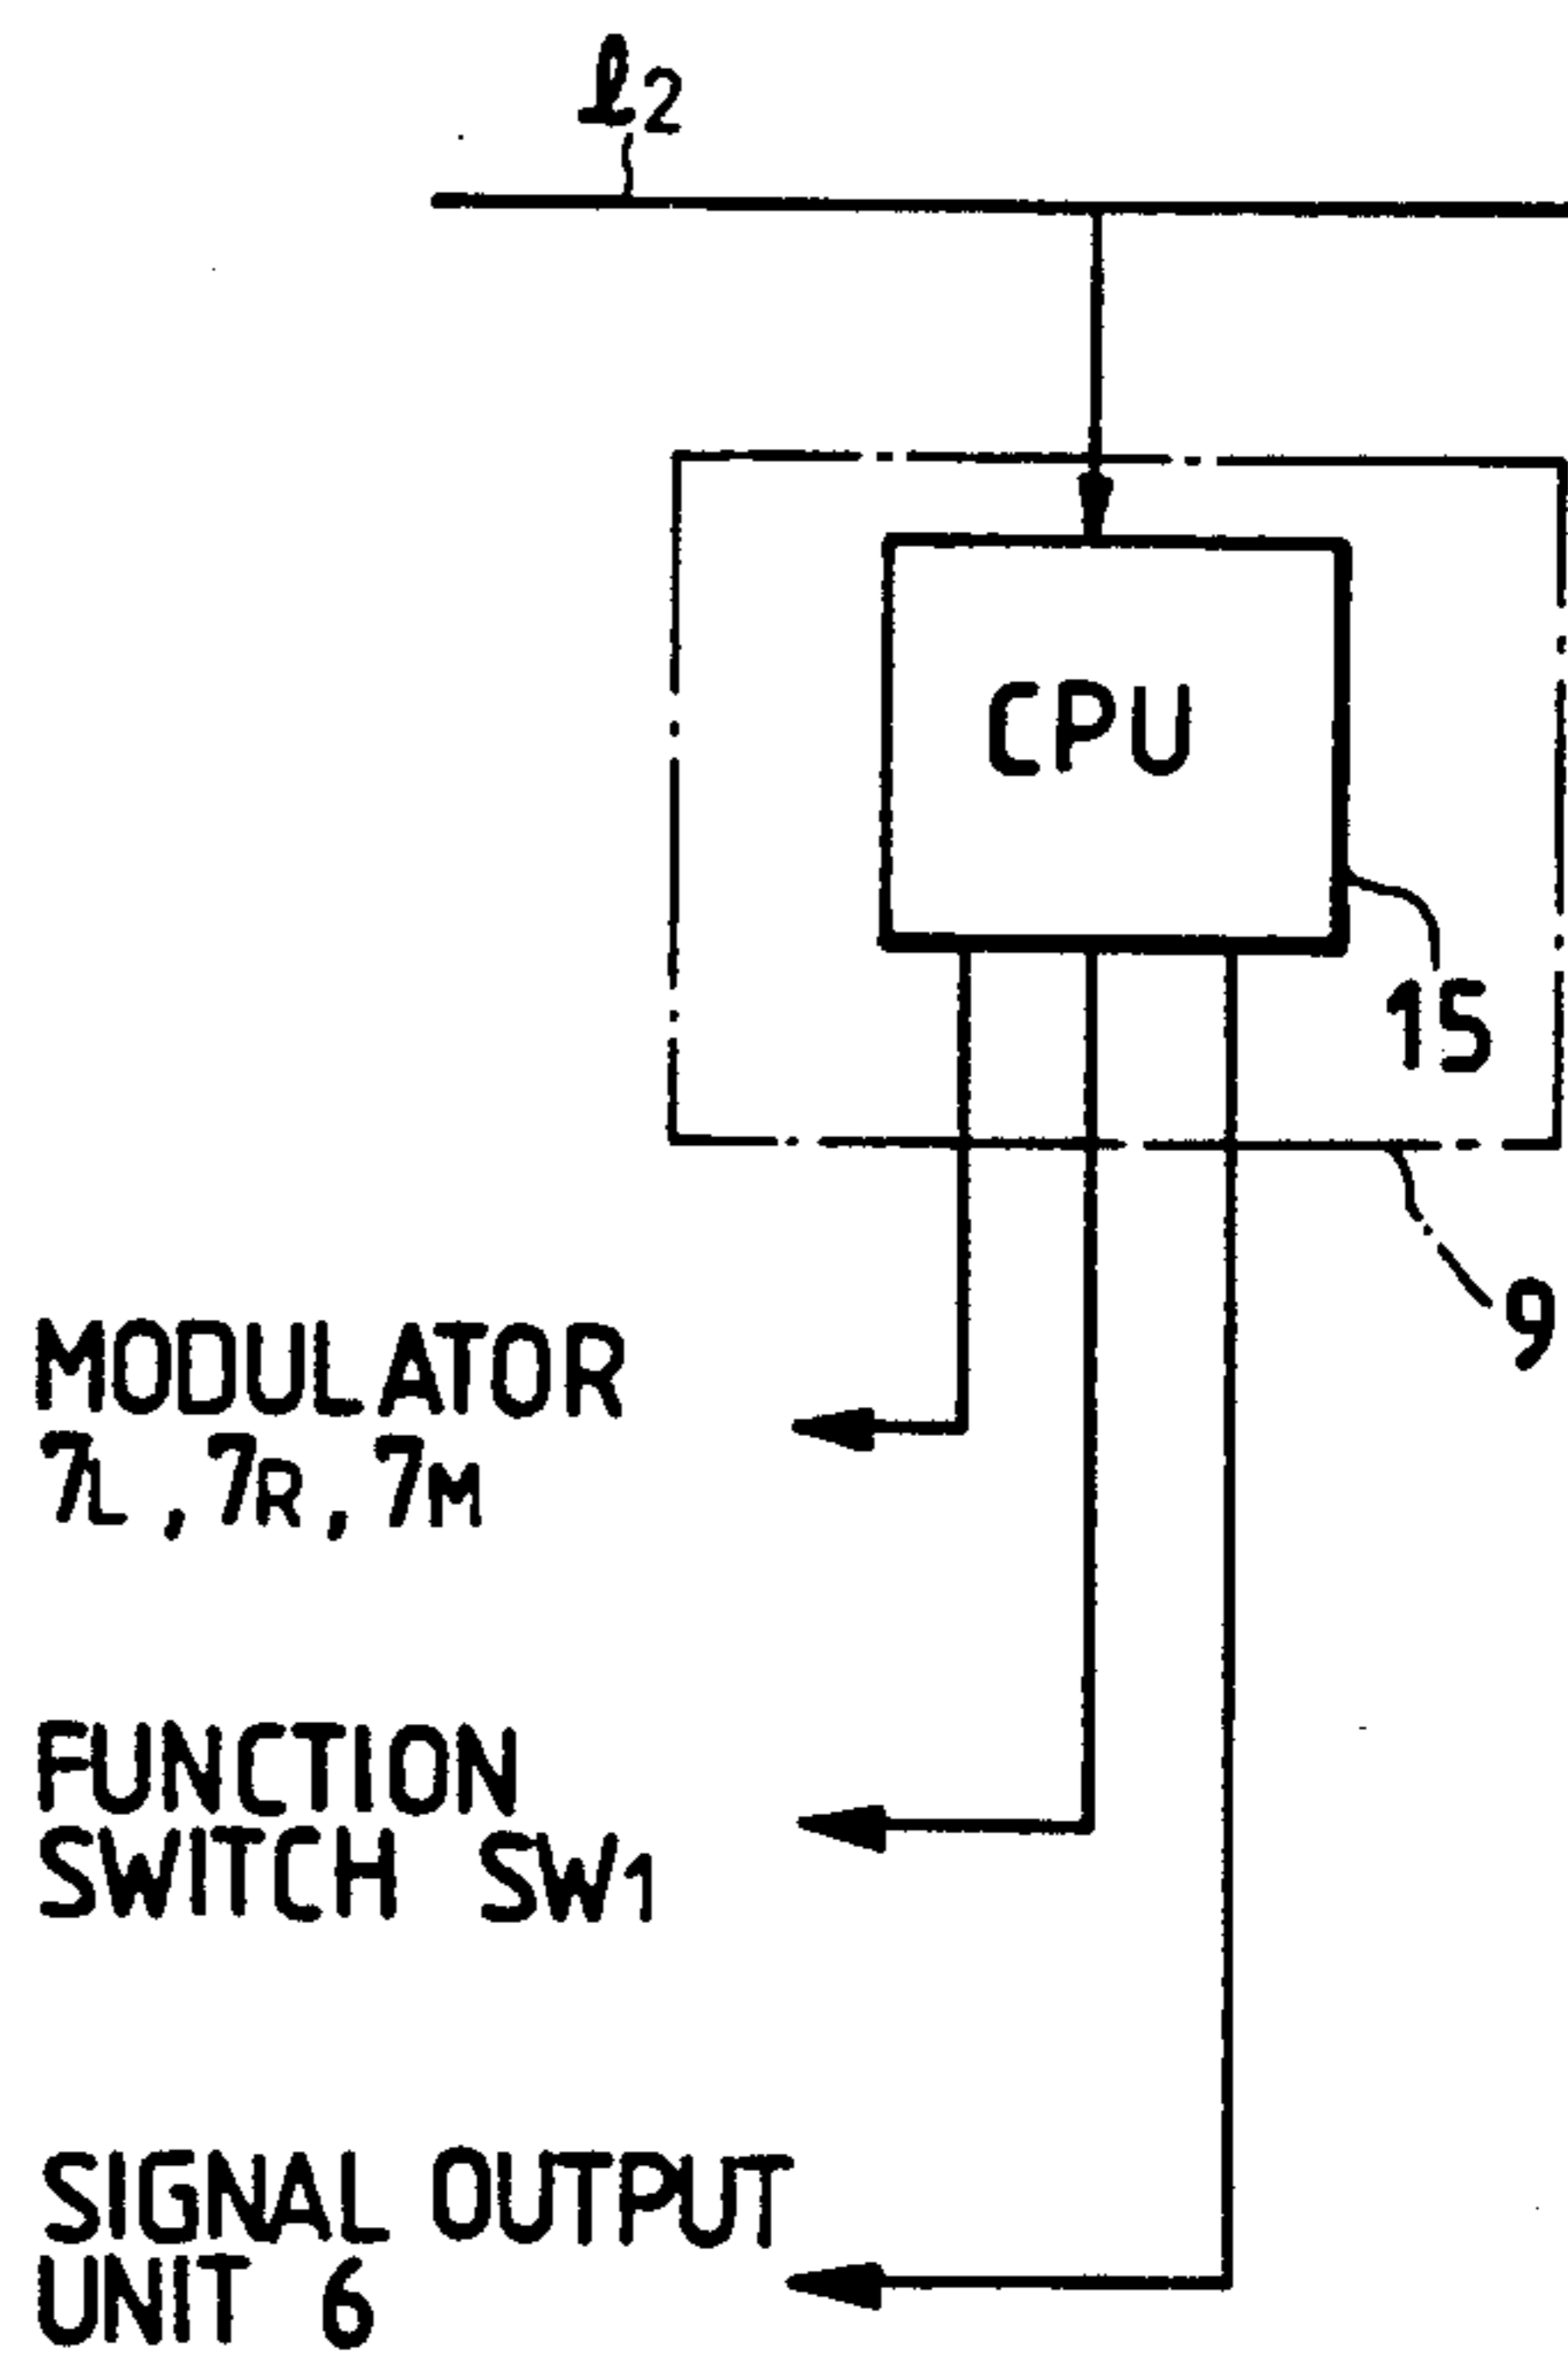 ℓ2
CPU
15
9
MODULATOR
7L, 7R, 7M
FUNCTION
SWITCH SW1
SIGNAL OUTPUT
UNIT 6